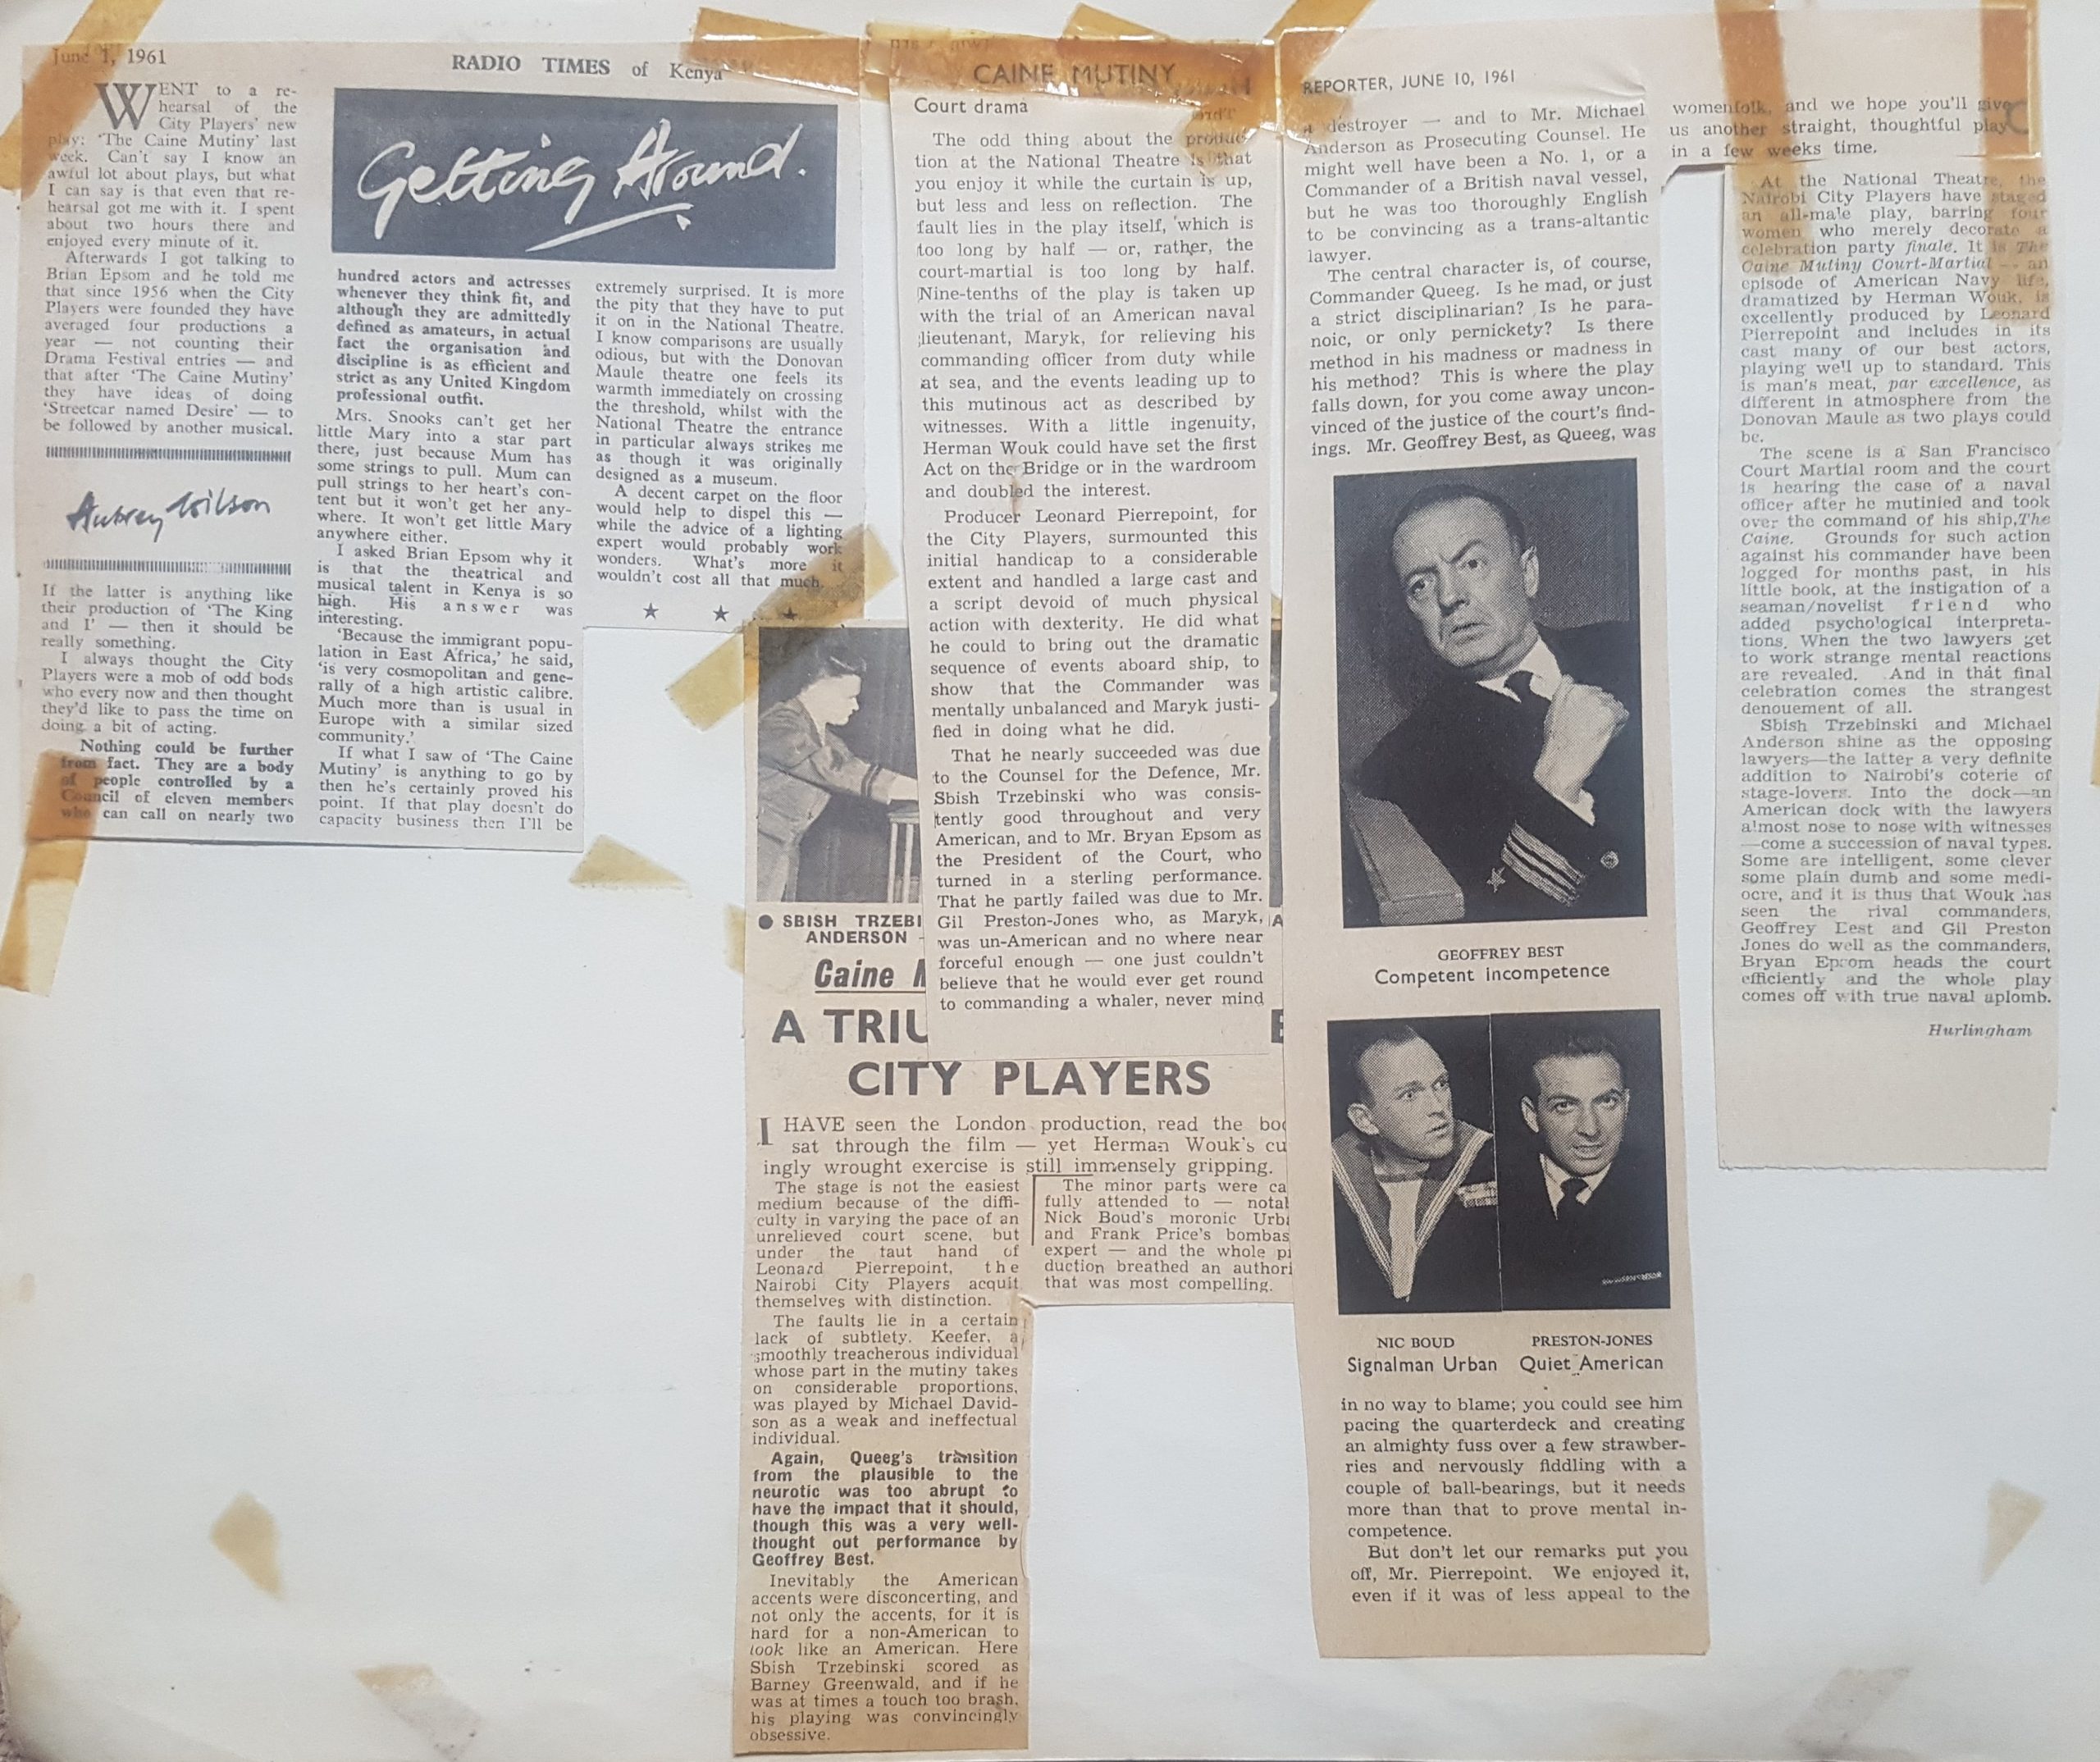 June 1, 1961
RADIO TIMES of Kenya
WENT to a re-
hearsal of the
City Players' new
play: 'The Caine Mutiny' last
week. Can't say I know an
awful lot about plays, but what
I can say is that even that re-
hearsal got me with it. I spent
about two hours there and
enjoyed every minute of it.
Afterwards I got talking to
Brian Epsom and he told me
that since 1956 when the City
Players were founded they have
averaged four productions a
year — not counting their
Drama Festival entries — and
that after 'The Caine Mutiny'
they have ideas of doing
'Streetcar named Desire' — to
be followed by another musical.
Aubrey Wilson
If the latter is anything like
their production of 'The King
and I' — then it should be
really something.
I always thought the City
Players were a mob of odd bods
who every now and then thought
they'd like to pass the time on
doing a bit of acting.
Nothing could be further
from fact. They are a body
of people controlled by a
Council of eleven members
who can call on nearly two
Getting Around.
hundred actors and actresses
whenever they think fit, and
although they are admittedly
defined as amateurs, in actual
fact the organisation and
discipline is as efficient and
strict as any United Kingdom
professional outfit.
Mrs. Snooks can't get her
little Mary into a star part
there, just because Mum has
some strings to pull. Mum can
pull strings to her heart's con-
tent but it won't get her any-
where. It won't get little Mary
anywhere either.
I asked Brian Epsom why it
is that the theatrical and
musical talent in Kenya is so
high. His answer was
interesting.
'Because the immigrant popu-
lation in East Africa,' he said,
'is very cosmopolitan and gene-
rally of a high artistic calibre.
Much more than is usual in
Europe with a similar sized
community.'
If what I saw of 'The Caine
Mutiny' is anything to go by
then he's certainly proved his
point. If that play doesn't do
capacity business then I'll be
extremely surprised. It is more
the pity that they have to put
it on in the National Theatre.
I know comparisons are usually
odious, but with the Donovan
Maule theatre one feels its
warmth immediately on crossing
the threshold, whilst with the
National Theatre the entrance
in particular always strikes me
as though it was originally
designed as a museum.
A decent carpet on the floor
would help to dispel this —
while the advice of a lighting
expert would probably work
wonders. What's more it
wouldn't cost all that much.
● SBISH TRZEBI
ANDERSON
Caine
A TRIU
CITY PLAYERS
I HAVE seen the London production, read the boo
sat through the film — yet Herman Wouk's cu
ingly wrought exercise is still immensely gripping.
The stage is not the easiest
medium because of the diffi-
culty in varying the pace of an
unrelieved court scene, but
under the taut hand of
Leonard Pierrepoint, the
Nairobi City Players acquit
themselves with distinction.
The faults lie in a certain
lack of subtlety. Keefer, a
smoothly treacherous individual
whose part in the mutiny takes
on considerable proportions,
was played by Michael David-
son as a weak and ineffectual
individual.
Again, Queeg's transition
from the plausible to the
neurotic was too abrupt to
have the impact that it should,
though this was a very well-
thought out performance by
Geoffrey Best.
Inevitably the American
accents were disconcerting, and
not only the accents, for it is
hard for a non-American to
look like an American. Here
Sbish Trzebinski scored as
Barney Greenwald, and if he
was at times a touch too brash,
his playing was convincingly
obsessive.
The minor parts were ca
fully attended to — notab
Nick Boud's moronic Urba
and Frank Price's bombas
expert — and the whole pr
duction breathed an authori
that was most compelling.
CAINE MUTINY
Court drama
The odd thing about the produc-
tion at the National Theatre is that
you enjoy it while the curtain is up,
but less and less on reflection. The
fault lies in the play itself, which is
too long by half — or, rather, the
court-martial is too long by half.
Nine-tenths of the play is taken up
with the trial of an American naval
lieutenant, Maryk, for relieving his
commanding officer from duty while
at sea, and the events leading up to
this mutinous act as described by
witnesses. With a little ingenuity,
Herman Wouk could have set the first
Act on the Bridge or in the wardroom
and doubled the interest.
Producer Leonard Pierrepoint, for
the City Players, surmounted this
initial handicap to a considerable
extent and handled a large cast and
a script devoid of much physical
action with dexterity. He did what
he could to bring out the dramatic
sequence of events aboard ship, to
show that the Commander was
mentally unbalanced and Maryk justi-
fied in doing what he did.
That he nearly succeeded was due
to the Counsel for the Defence, Mr.
Sbish Trzebinski who was consis-
tently good throughout and very
American, and to Mr. Bryan Epsom as
the President of the Court, who
turned in a sterling performance.
That he partly failed was due to Mr.
Gil Preston-Jones who, as Maryk,
was un-American and no where near
forceful enough — one just couldn't
believe that he would ever get round
to commanding a whaler, never mind
REPORTER, JUNE 10, 1961
a destroyer — and to Mr. Michael
Anderson as Prosecuting Counsel. He
might well have been a No. 1, or a
Commander of a British naval vessel,
but he was too thoroughly English
to be convincing as a trans-altantic
lawyer.
The central character is, of course,
Commander Queeg. Is he mad, or just
a strict disciplinarian? Is he para-
noic, or only pernickety? Is there
method in his madness or madness in
his method? This is where the play
falls down, for you come away uncon-
vinced of the justice of the court's find-
ings. Mr. Geoffrey Best, as Queeg, was
GEOFFREY BEST
Competent incompetence
NIC BOUD
Signalman Urban
PRESTON-JONES
Quiet American
in no way to blame; you could see him
pacing the quarterdeck and creating
an almighty fuss over a few strawber-
ries and nervously fiddling with a
couple of ball-bearings, but it needs
more than that to prove mental in-
competence.
But don't let our remarks put you
off, Mr. Pierrepoint. We enjoyed it,
even if it was of less appeal to the
womenfolk, and we hope you'll give
us another straight, thoughtful play
in a few weeks time.
At the National Theatre, the
Nairobi City Players have staged
an all-male play, barring four
women who merely decorate a
celebration party finale. It is The
Caine Mutiny Court-Martial — an
episode of American Navy life,
dramatized by Herman Wouk, is
excellently produced by Leonard
Pierrepoint and includes in its
cast many of our best actors,
playing well up to standard. This
is man's meat, par excellence, as
different in atmosphere from the
Donovan Maule as two plays could
be.
The scene is a San Francisco
Court Martial room and the court
is hearing the case of a naval
officer after he mutinied and took
over the command of his ship, The
Caine. Grounds for such action
against his commander have been
logged for months past, in his
little book, at the instigation of a
seaman/novelist friend who
added psychological interpreta-
tions. When the two lawyers get
to work strange mental reactions
are revealed. And in that final
celebration comes the strangest
denouement of all.
Sbish Trzebinski and Michael
Anderson shine as the opposing
lawyers—the latter a very definite
addition to Nairobi's coterie of
stage-lovers. Into the dock—an
American dock with the lawyers
almost nose to nose with witnesses
—come a succession of naval types.
Some are intelligent, some clever
some plain dumb and some medi-
ocre, and it is thus that Wouk has
seen the rival commanders,
Geoffrey Best and Gil Preston
Jones do well as the commanders,
Bryan Eprom heads the court
efficiently and the whole play
comes off with true naval aplomb.
Hurlingham